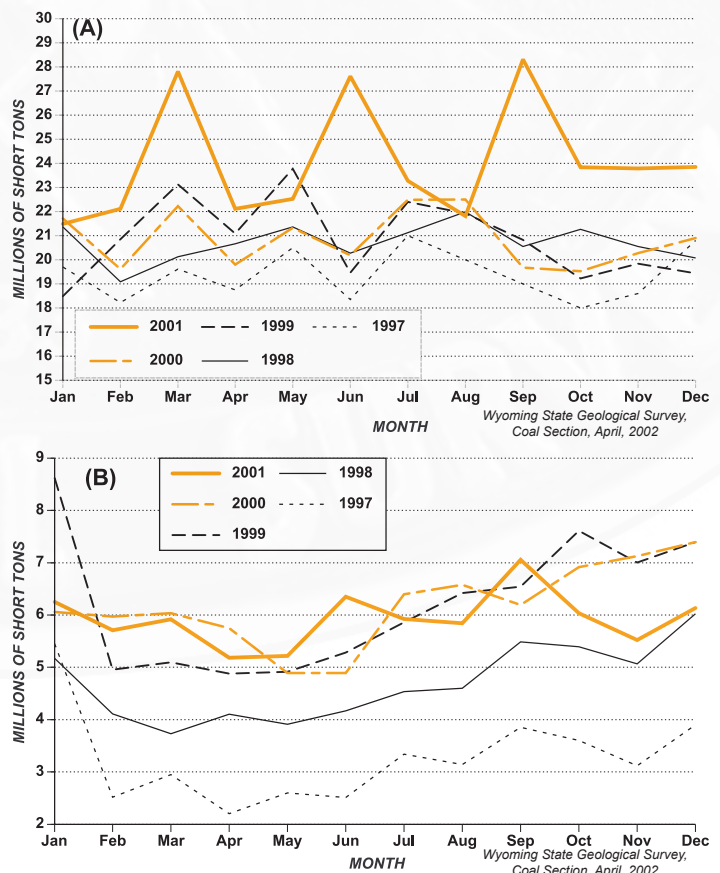 (A)
30
29
28
27
26
25
24
23
22
21
20
19
18
17
16
15
MILLIONS OF SHORT TONS
2001 1999 1997
2000 1998
Jan Feb Mar Apr May Jun Jul Aug Sep Oct Nov Dec
MONTH
Wyoming State Geological Survey,
Coal Section, April, 2002
(B)
9
8
7
6
5
4
3
2
MILLIONS OF SHORT TONS
2001 1998
2000 1997
1999
Jan Feb Mar Apr May Jun Jul Aug Sep Oct Nov Dec
MONTH
Wyoming State Geological Survey,
Coal Section, April, 2002